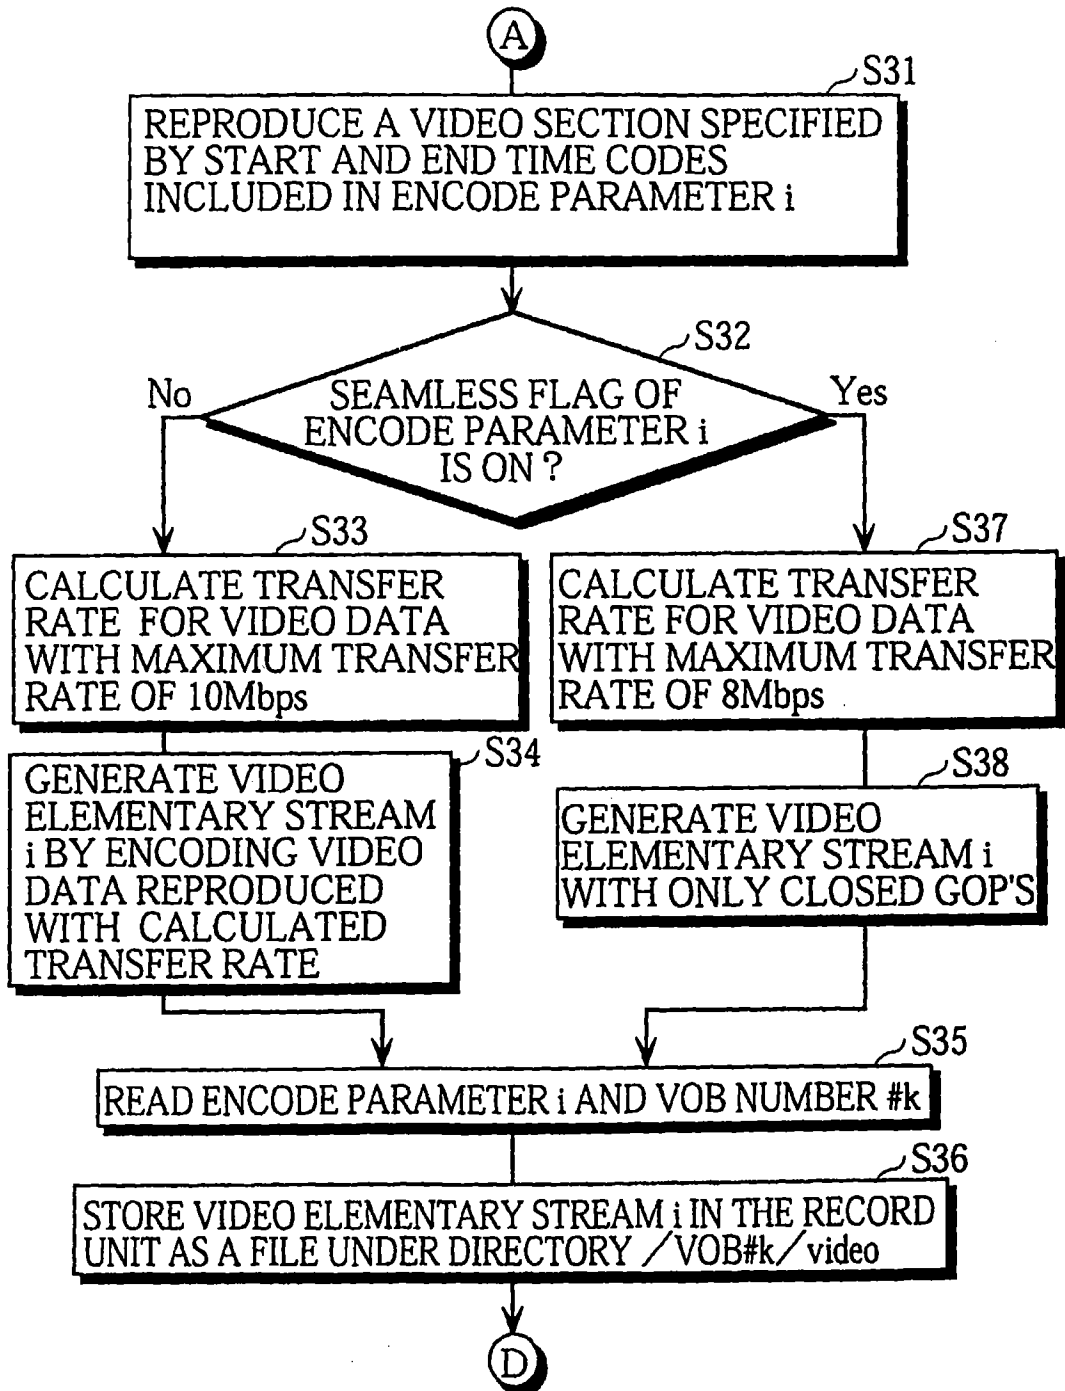 A
S31
REPRODUCE A VIDEO SECTION SPECIFIED
BY START AND END TIME CODES
INCLUDED IN ENCODE PARAMETER i
S32
No
Yes
SEAMLESS FLAG OF
ENCODE PARAMETER i
IS ON ?
S33
CALCULATE TRANSFER
RATE FOR VIDEO DATA
WITH MAXIMUM TRANSFER
RATE OF 10Mbps
S34
GENERATE VIDEO
ELEMENTARY STREAM
i BY ENCODING VIDEO
DATA REPRODUCED
WITH CALCULATED
TRANSFER RATE
S37
CALCULATE TRANSFER
RATE FOR VIDEO DATA
WITH MAXIMUM TRANSFER
RATE OF 8Mbps
S38
GENERATE VIDEO
ELEMENTARY STREAM i
WITH ONLY CLOSED GOP'S
S35
READ ENCODE PARAMETER i AND VOB NUMBER #k
S36
STORE VIDEO ELEMENTARY STREAM i IN THE RECORD
UNIT AS A FILE UNDER DIRECTORY /VOB#k/video
D